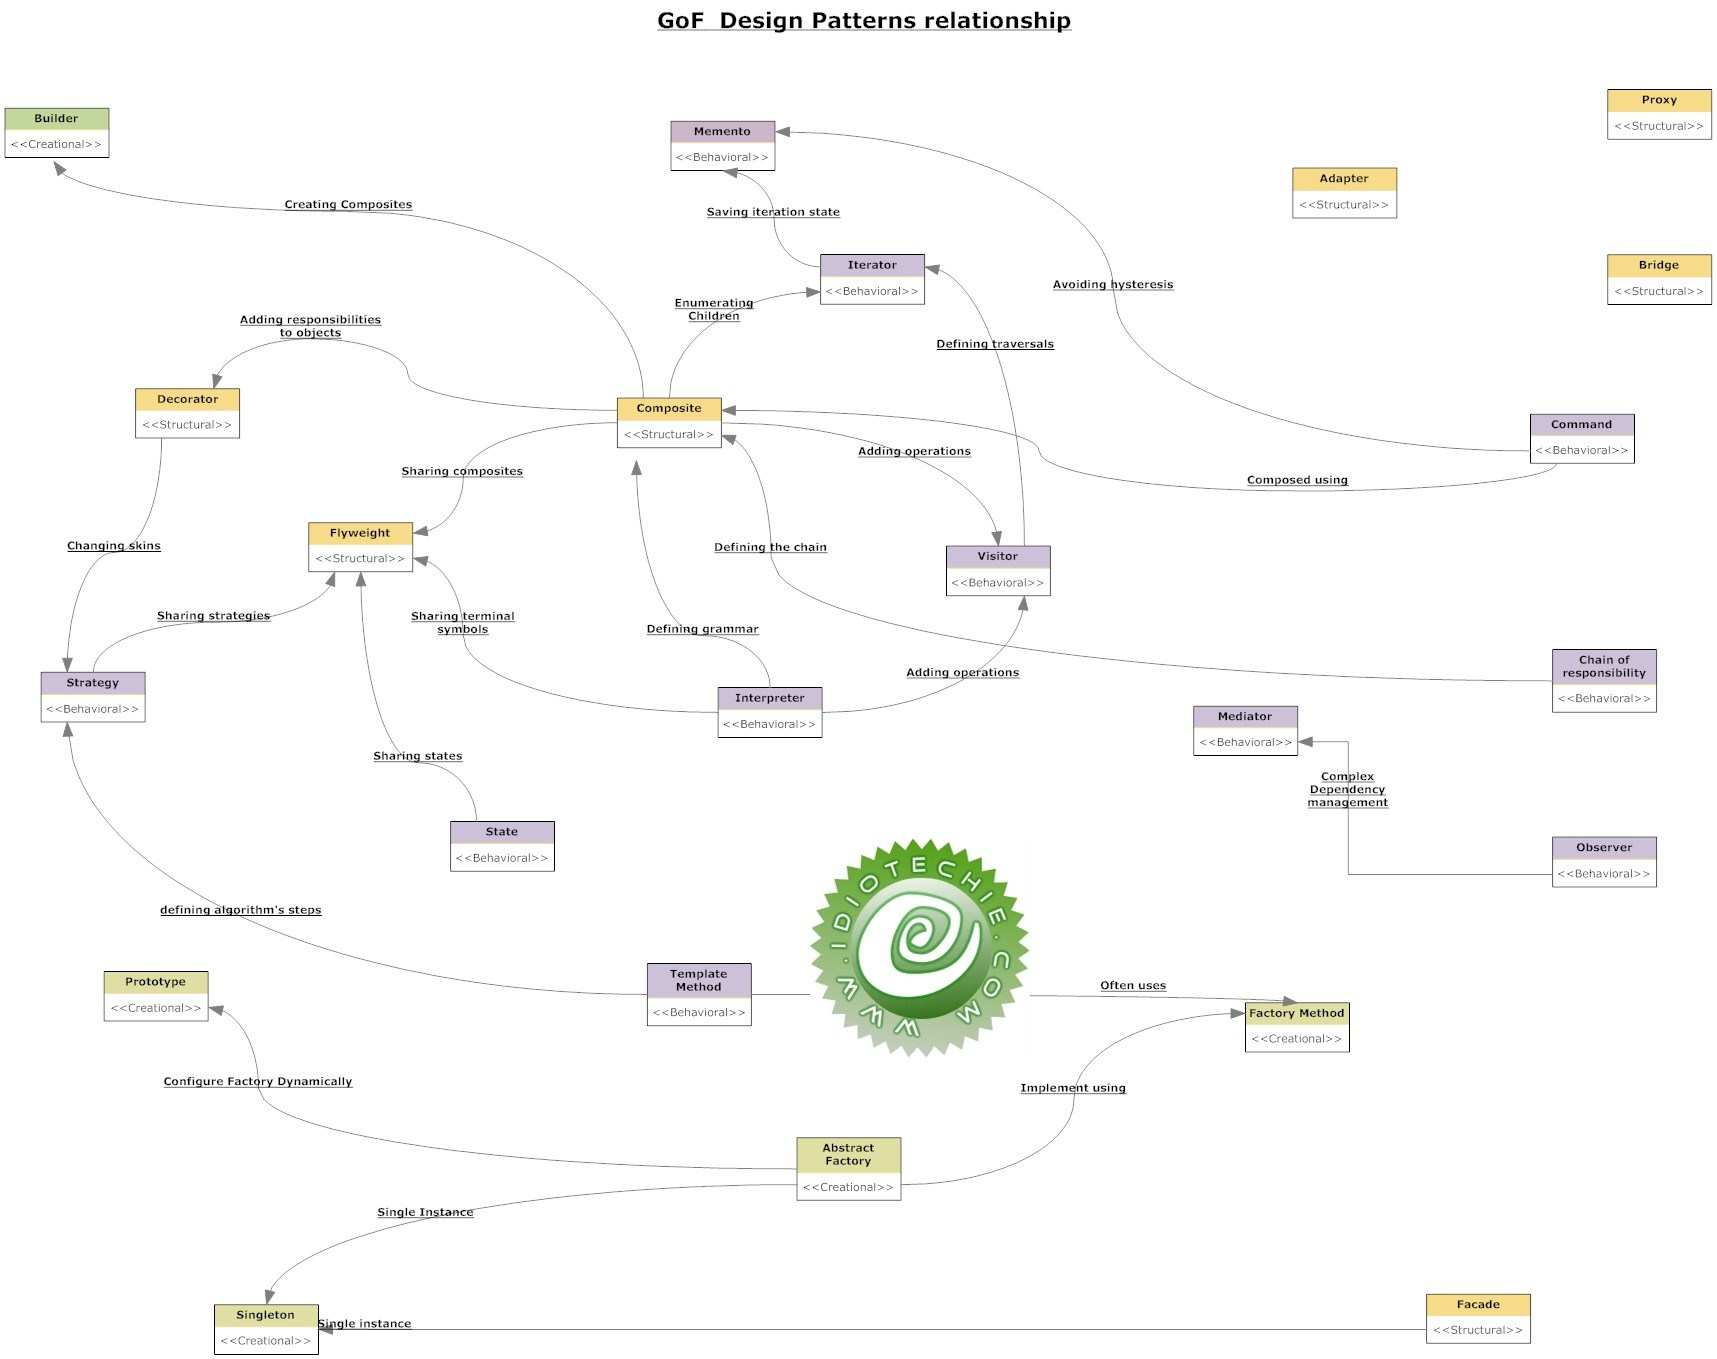 GoF  Design Patterns relationship
Builder
<<Creational>>
Memento
<<Behavioral>>
Proxy
<<Structural>>
Adapter
<<Structural>>
Creating Composites
Saving iteration state
Iterator
<<Behavioral>>
Bridge
<<Structural>>
Avoiding hysteresis
Enumerating
Children
Adding responsibilities
to objects
Defining traversals
Decorator
<<Structural>>
Composite
<<Structural>>
Command
<<Behavioral>>
Adding operations
Sharing composites
Composed using
Flyweight
<<Structural>>
Changing skins
Defining the chain
Visitor
<<Behavioral>>
Sharing strategies
Sharing terminal
symbols
Defining grammar
Adding operations
Chain of
responsibility
<<Behavioral>>
Strategy
<<Behavioral>>
Interpreter
<<Behavioral>>
Mediator
<<Behavioral>>
Sharing states
Complex
Dependency
management
State
<<Behavioral>>
Observer
<<Behavioral>>
defining algorithm's steps
WWW.IDIOTECHIE.COM
Prototype
<<Creational>>
Template
Method
<<Behavioral>>
Often uses
Factory Method
<<Creational>>
Configure Factory Dynamically
Implement using
Abstract
Factory
<<Creational>>
Single Instance
Singleton
<<Creational>>
Single instance
Facade
<<Structural>>